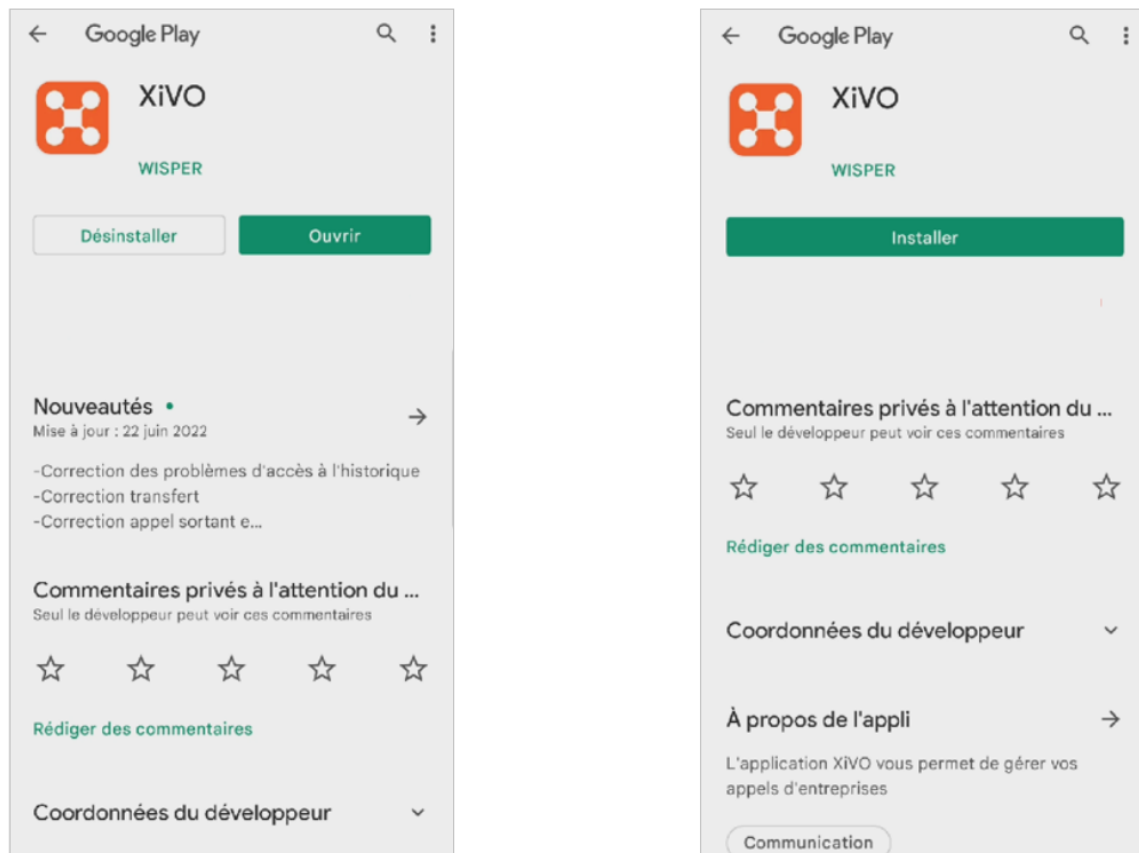 Google Play
XiVO
WISPER
Désinstaller
Ouvrir
Nouveautés •
Mise à jour : 22 juin 2022
-Correction des problèmes d'accès à l'historique
-Correction transfert
-Correction appel sortant e...
Commentaires privés à l'attention du ...
Seul le développeur peut voir ces commentaires
Rédiger des commentaires
Coordonnées du développeur
Google Play
XiVO
WISPER
Installer
Commentaires privés à l'attention du ...
Seul le développeur peut voir ces commentaires
Rédiger des commentaires
Coordonnées du développeur
À propos de l'appli
L'application XiVO vous permet de gérer vos
appels d'entreprises
Communication